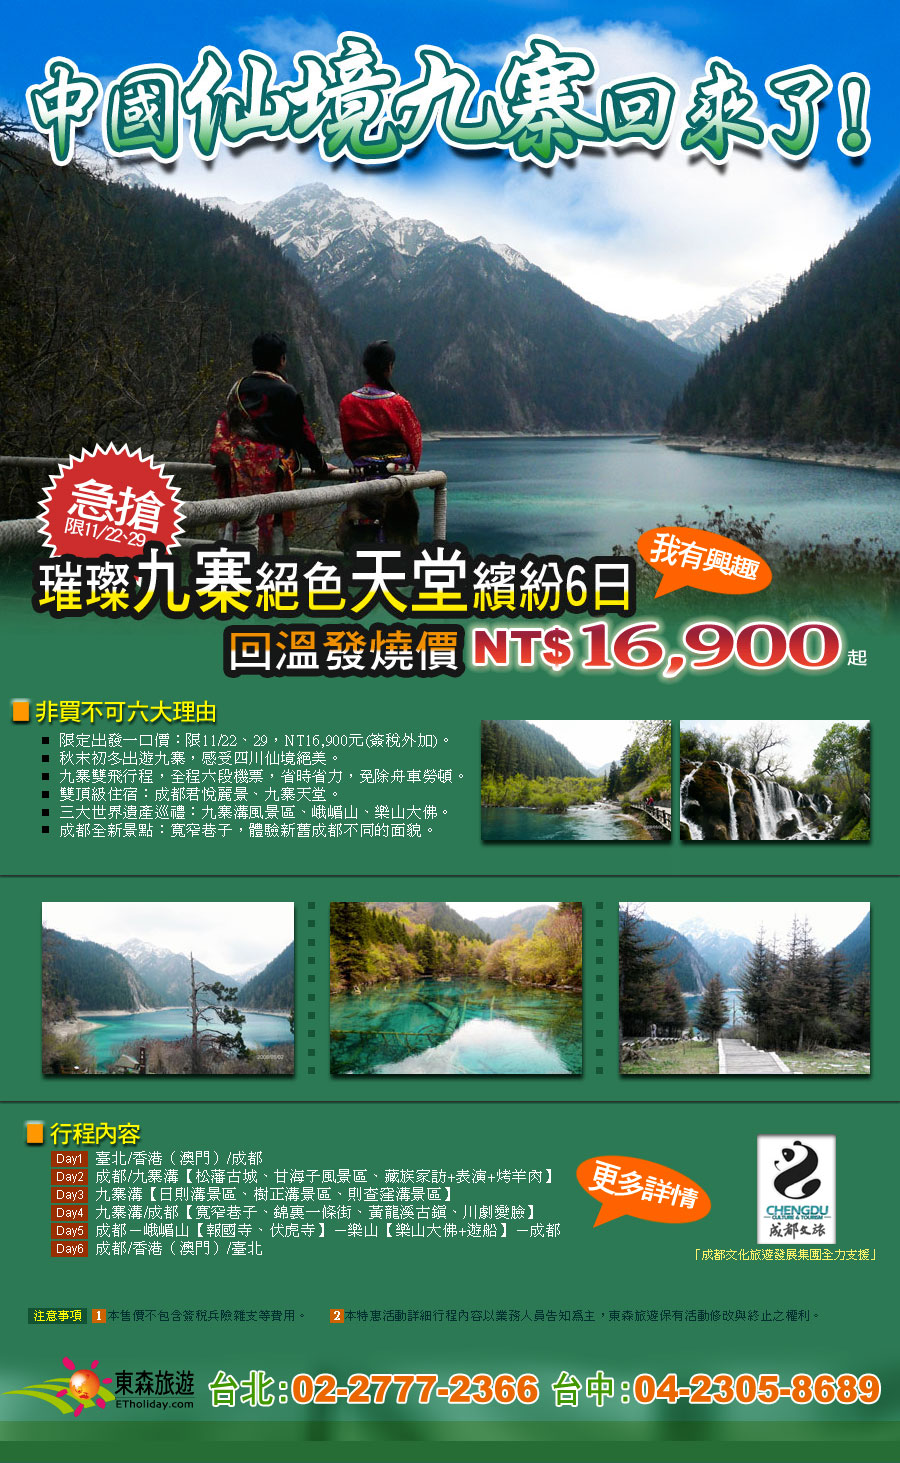 中國仙境九寨回來了!
急搶
限11/22、29
我有興趣
璀璨九寨絕色天堂繽紛6日
回溫發燒價 NT$16,900起
非買不可六大理由
限定出發一口價：限11/22、29，NT16,900元(簽稅外加)。
秋末初冬出遊九寨，感受四川仙境絕美。
九寨雙飛行程，全程六段機票，省時省力，免除舟車勞頓。
雙頂級住宿：成都君悅麗景、九寨天堂。
三大世界遺產巡禮：九寨溝風景區、峨嵋山、樂山大佛。
成都全新景點：寬窄巷子，體驗新舊成都不同的面貌。
行程內容
Day1 臺北/香港（澳門）/成都
Day2 成都/九寨溝【松藩古城、甘海子風景區、藏族家訪+表演+烤羊肉】
Day3 九寨溝【日則溝景區、樹正溝景區、則查窪溝景區】
Day4 九寨溝/成都【寬窄巷子、錦裏一條街、黃龍溪古鎮、川劇變臉】
Day5 成都－峨嵋山【報國寺、伏虎寺】－樂山【樂山大佛+遊船】－成都
Day6 成都/香港（澳門）/臺北
更多詳情
CHENGDU
CULTURE & TOURISM
成都文旅
「成都文化旅遊發展集團全力支援」
注意事項 1 本售價不包含簽稅兵險雜支等費用。 2 本特惠活動詳細行程內容以業務人員告知為主，東森旅遊保有活動修改與終止之權利。
東森旅遊
ETholiday.com
台北:02-2777-2366 台中:04-2305-8689